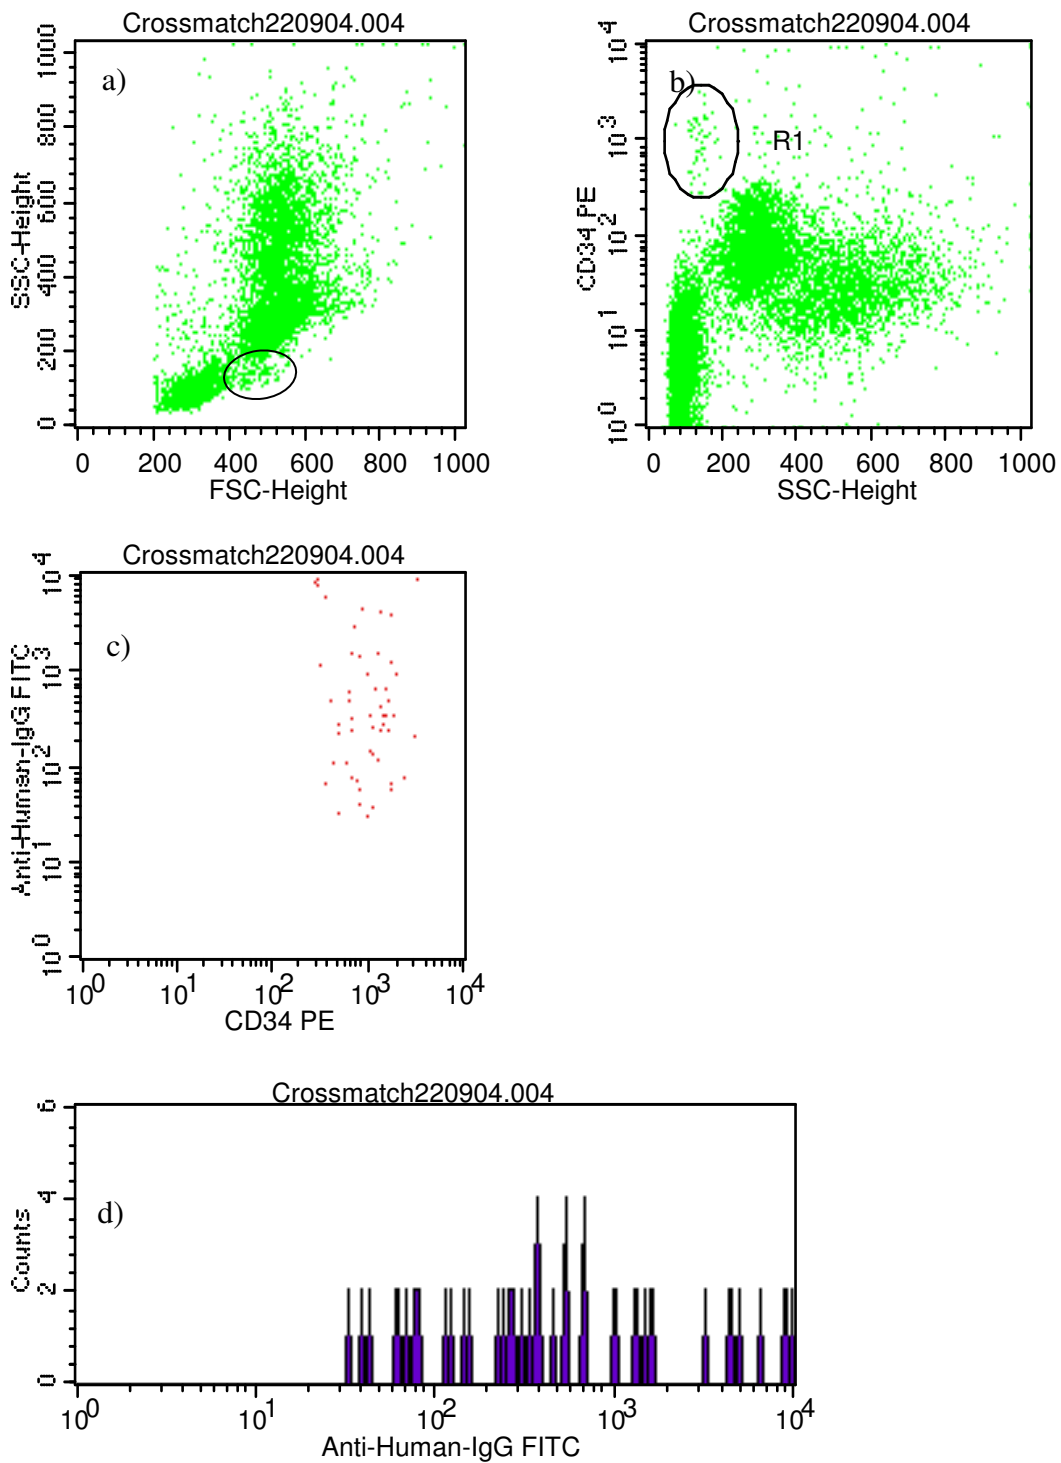 Crossmatch220904.004
a)
SSC-Height
0 200 400 600 800 1000
0 200 400 600 800 1000
FSC-Height
Crossmatch220904.004
b)
R1
CD34 PE
10^0 10^1 10^2 10^3 10^4
0 200 400 600 800 1000
SSC-Height
Crossmatch220904.004
c)
Anti-Human-IgG FITC
10^0 10^1 10^2 10^3 10^4
10^0 10^1 10^2 10^3 10^4
CD34 PE
Crossmatch220904.004
d)
Counts
0 2 4 6
10^0 10^1 10^2 10^3 10^4
Anti-Human-IgG FITC